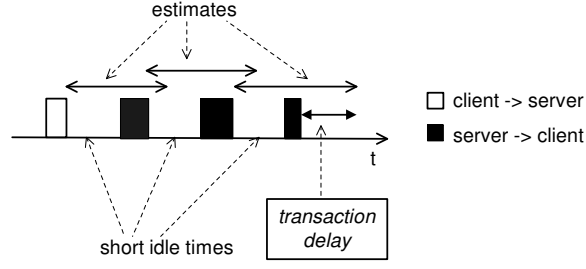 estimates
client -> server
server -> client
t
transaction
delay
short idle times